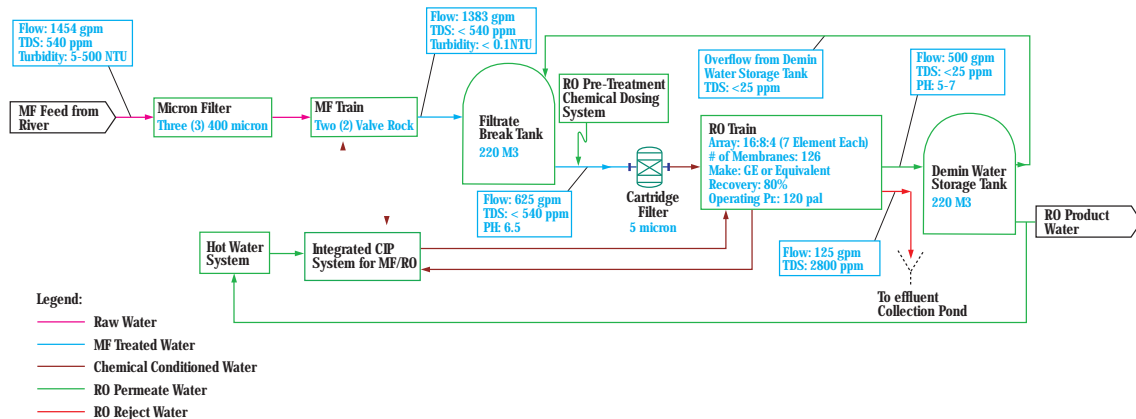 Flow: 1454 gpm
TDS: 540 ppm
Turbidity: 5-500 NTU
Flow: 1383 gpm
TDS: < 540 ppm
Turbidity: < 0.1NTU
Overflow from Demin
Water Storage Tank
TDS: <25 ppm
Flow: 500 gpm
TDS: <25 ppm
PH: 5-7
MF Feed from
River
Micron Filter
Three (3) 400 micron
MF Train
Two (2) Valve Rock
Filtrate
Break Tank
220 M3
RO Pre-Treatment
Chemical Dosing
System
Cartridge
Filter
5 micron
RO Train
Array: 16:8:4 (7 Element Each)
# of Membranes: 126
Make: GE or Equivalent
Recovery: 80%
Operating Pr.: 120 pal
Demin Water
Storage Tank
220 M3
RO Product
Water
Flow: 625 gpm
TDS: < 540 ppm
PH: 6.5
Flow: 125 gpm
TDS: 2800 ppm
Hot Water
System
Integrated CIP
System for MF/RO
To effluent
Collection Pond
Legend:
Raw Water
MF Treated Water
Chemical Conditioned Water
RO Permeate Water
RO Reject Water